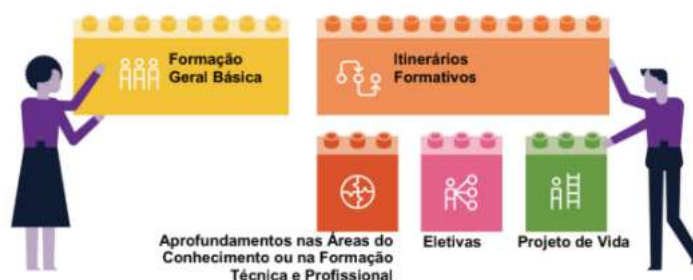 Formação
Geral Básica
Itinerários
Formativos
Aprofundamentos nas Áreas do
Conhecimento ou na Formação
Técnica e Profissional
Eletivas
Projeto de Vida